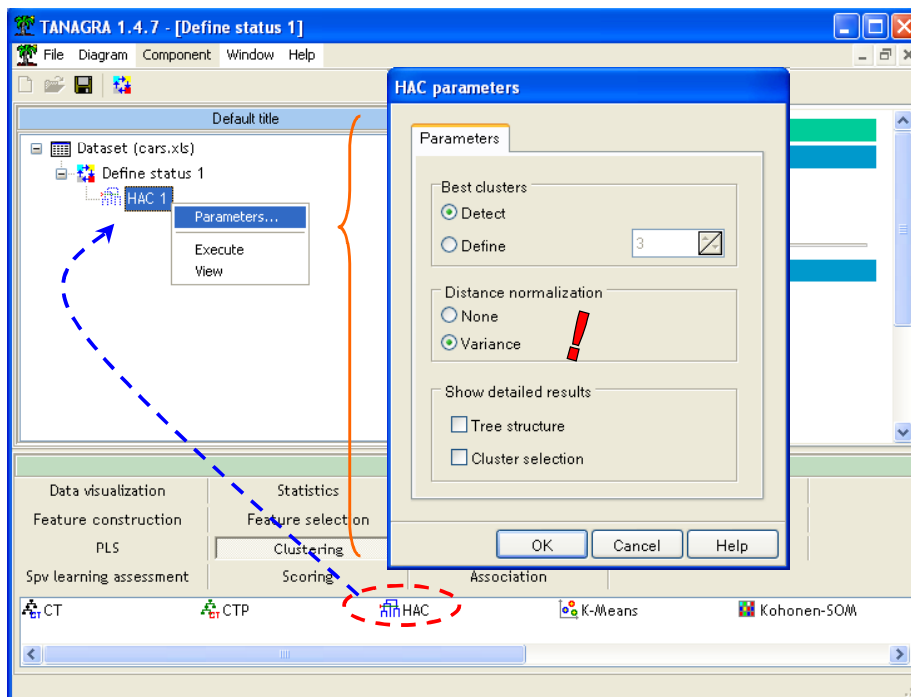 TANAGRA 1.4.7 - [Define status 1]
File Diagram Component Window Help
Default title
Dataset (cars.xls)
Define status 1
HAC 1
Parameters...
Execute
View
HAC parameters
Parameters
Best clusters
Detect
Define
3
Distance normalization
None
Variance
!
Show detailed results
Tree structure
Cluster selection
OK Cancel Help
Data visualization Statistics
Feature construction Feature selection
PLS Clustering
Spv learning assessment Scoring Association
CT CTP HAC K-Means Kohonen-SOM